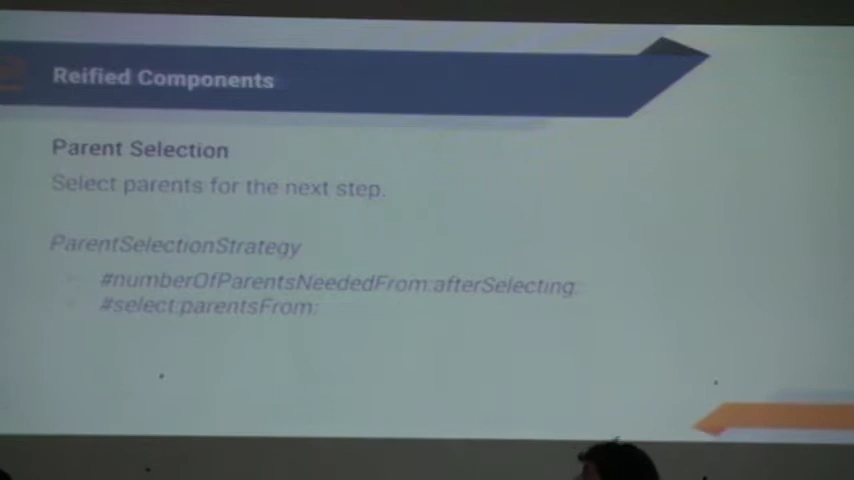 Reified Components
Parent Selection
Select parents for the next step.
ParentSelectionStrategy
#numberOfParentsNeededFrom:afterSelecting:
#select:parentsFrom: